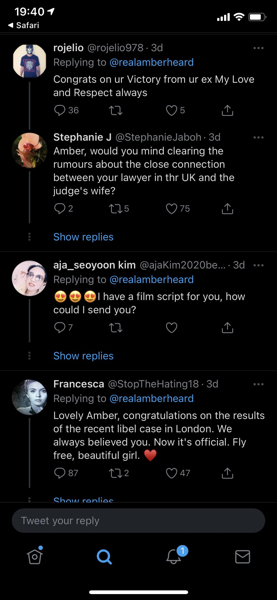 19:40
Safari
rojelio @rojelio978 · 3d
Replying to @realamberheard
Congrats on ur Victory from ur ex My Love
and Respect always
36 5
Stephanie J @StephanieJaboh · 3d
Amber, would you mind clearing the
rumours about the close connection
between your lawyer in thr UK and the
judge's wife?
2 5 75
Show replies
aja_seoyoon kim @ajaKim2020be... · 3d
Replying to @realamberheard
😍😍😍I have a film script for you, how
could I send you?
7
Show replies
Francesca @StopTheHating18 · 3d
Replying to @realamberheard
Lovely Amber, congratulations on the results
of the recent libel case in London. We
always believed you. Now it's official. Fly
free, beautiful girl. ❤️
87 2 47
Show replies
Tweet your reply
1